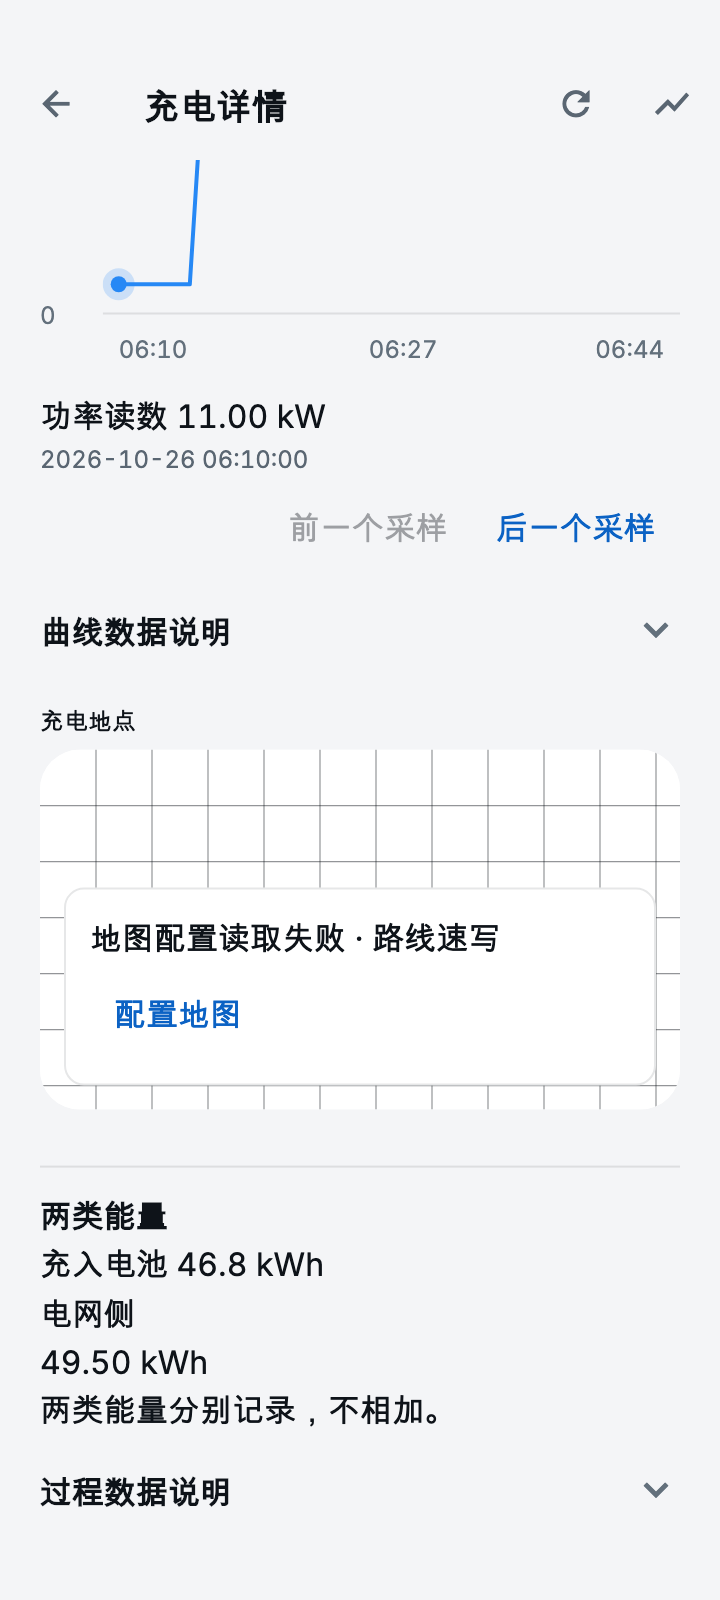 充电详情
0
06:10 06:27 06:44
功率读数 11.00 kW
2026-10-26 06:10:00
前一个采样 后一个采样
曲线数据说明
充电地点
地图配置读取失败 · 路线速写
配置地图
两类能量
充入电池 46.8 kWh
电网侧
49.50 kWh
两类能量分别记录，不相加。
过程数据说明